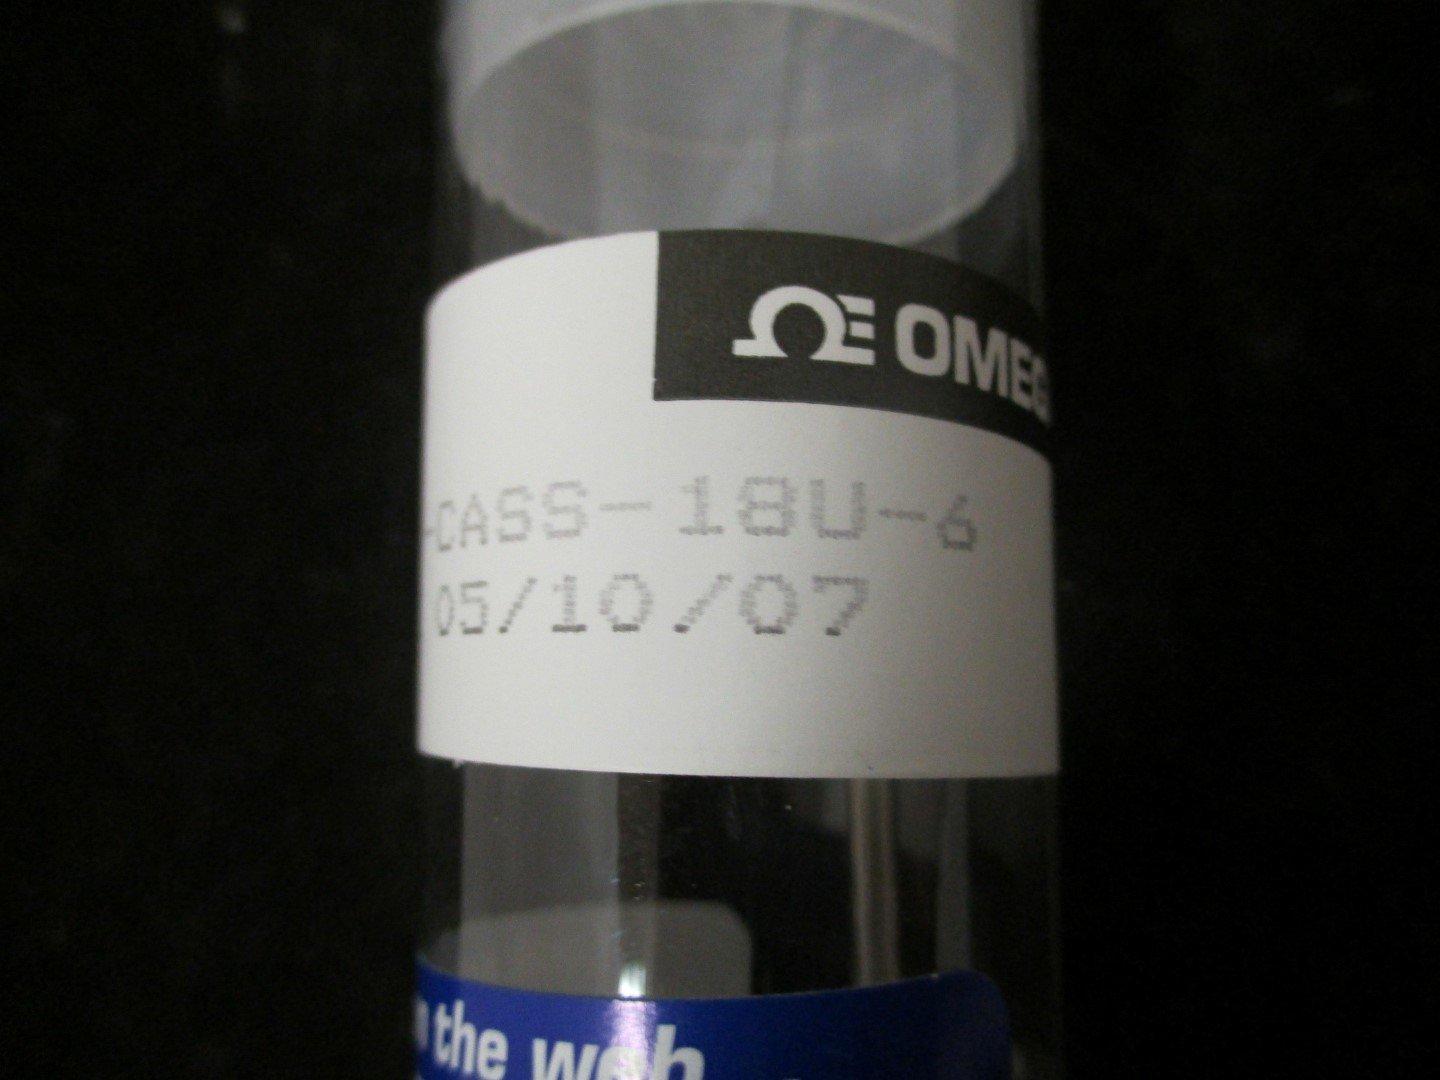 OMEG
-CASS-18U-6
05/10/07
the web